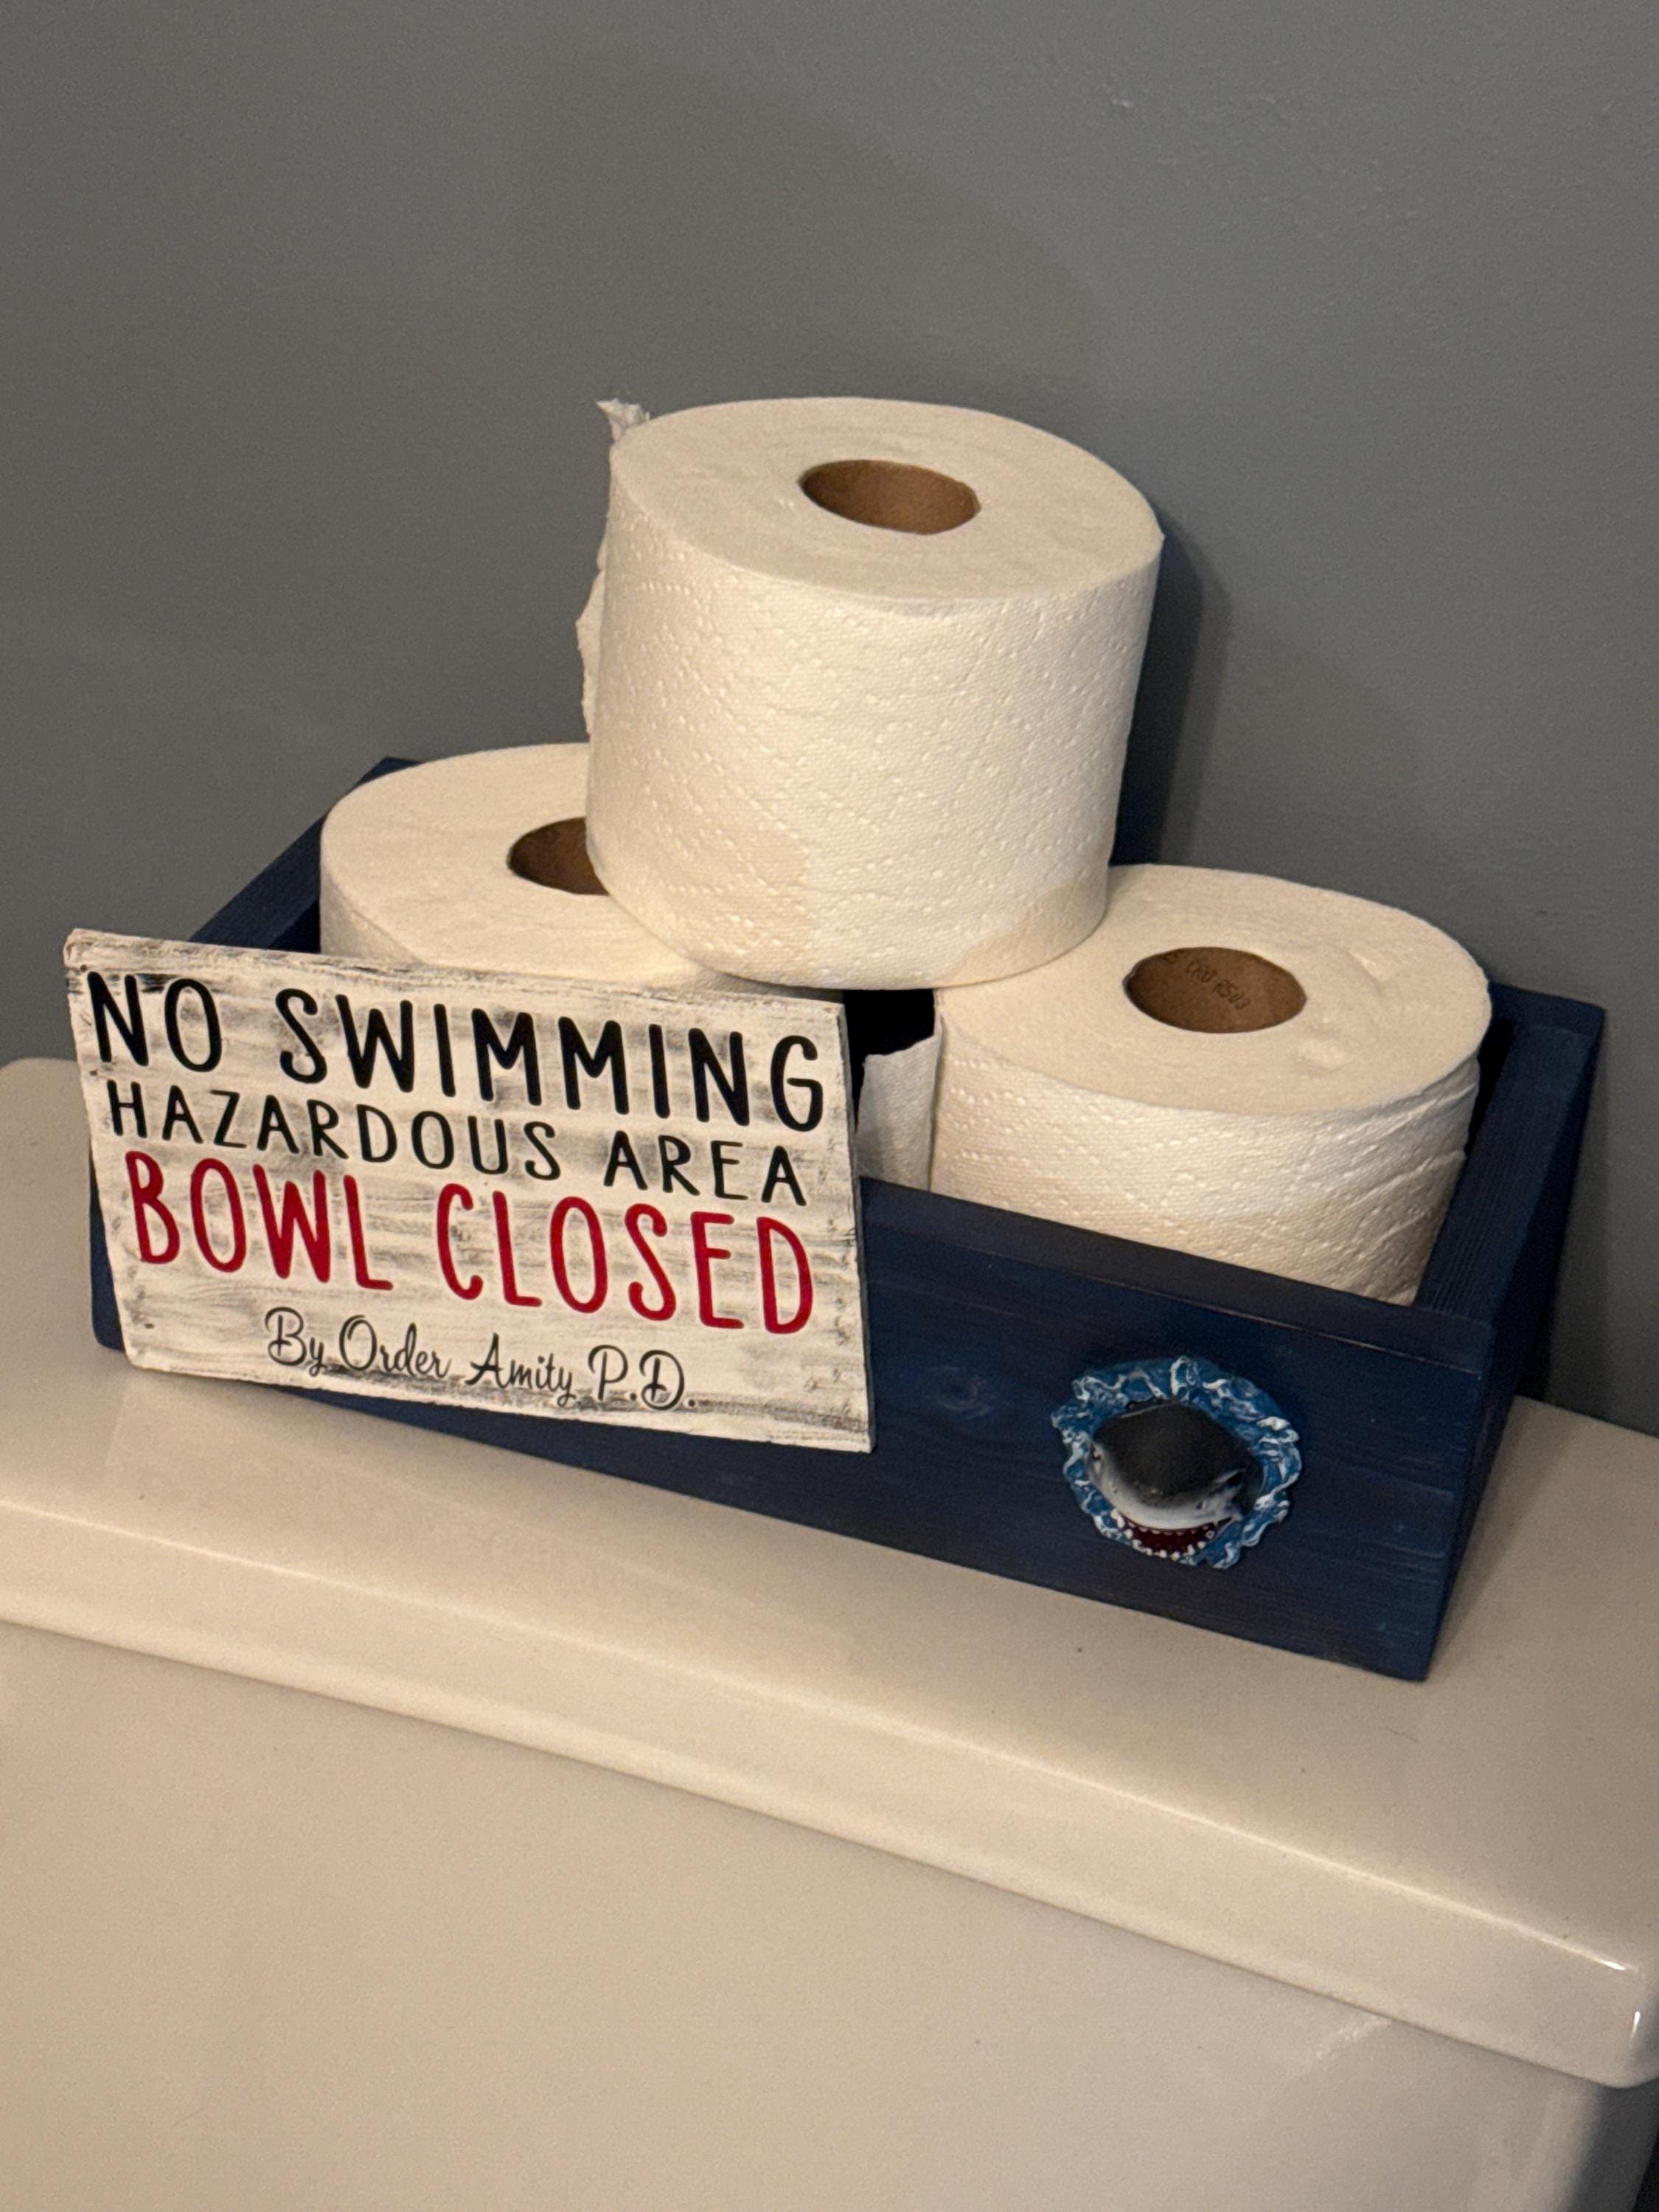 NO SWIMMING
HAZARDOUS AREA
BOWL CLOSED
By Order Amity P.D.